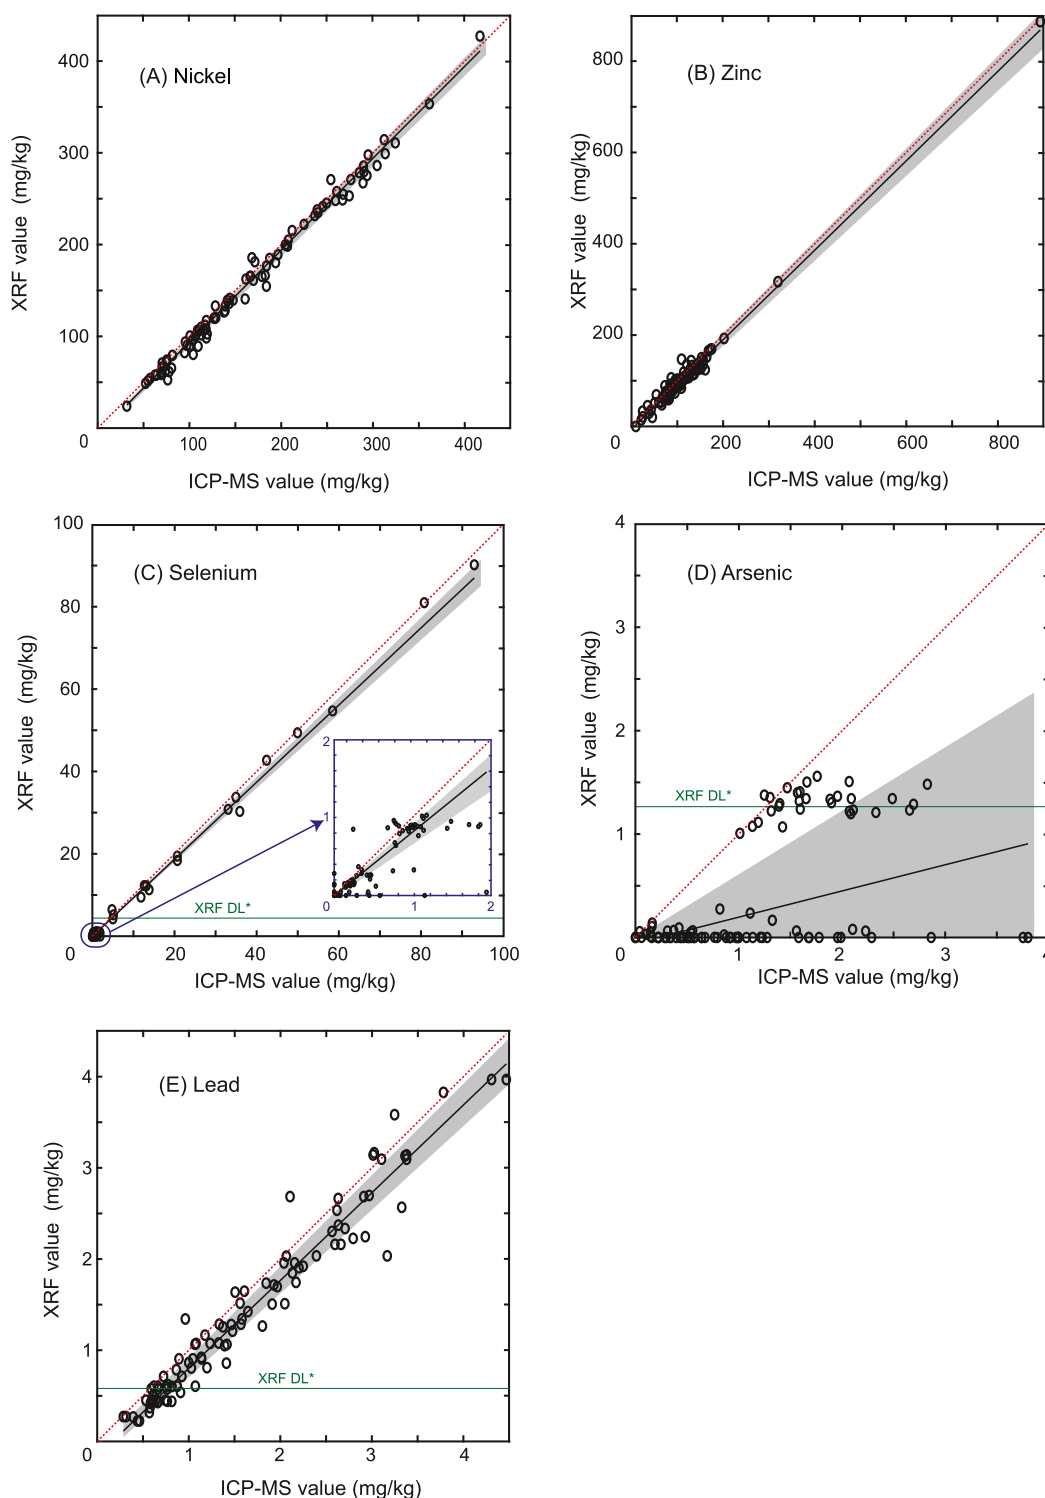 (A) Nickel
XRF value (mg/kg)
400
300
200
100
0
100
200
300
400
ICP-MS value (mg/kg)
(B) Zinc
XRF value (mg/kg)
800
600
400
200
0
200
400
600
800
ICP-MS value (mg/kg)
(C) Selenium
XRF value (mg/kg)
100
80
60
40
20
0
20
40
60
80
100
XRF DL*
2
1
0
1
2
ICP-MS value (mg/kg)
(D) Arsenic
XRF value (mg/kg)
4
3
2
1
0
1
2
3
4
XRF DL*
ICP-MS value (mg/kg)
(E) Lead
XRF value (mg/kg)
4
3
2
1
0
1
2
3
4
XRF DL*
ICP-MS value (mg/kg)